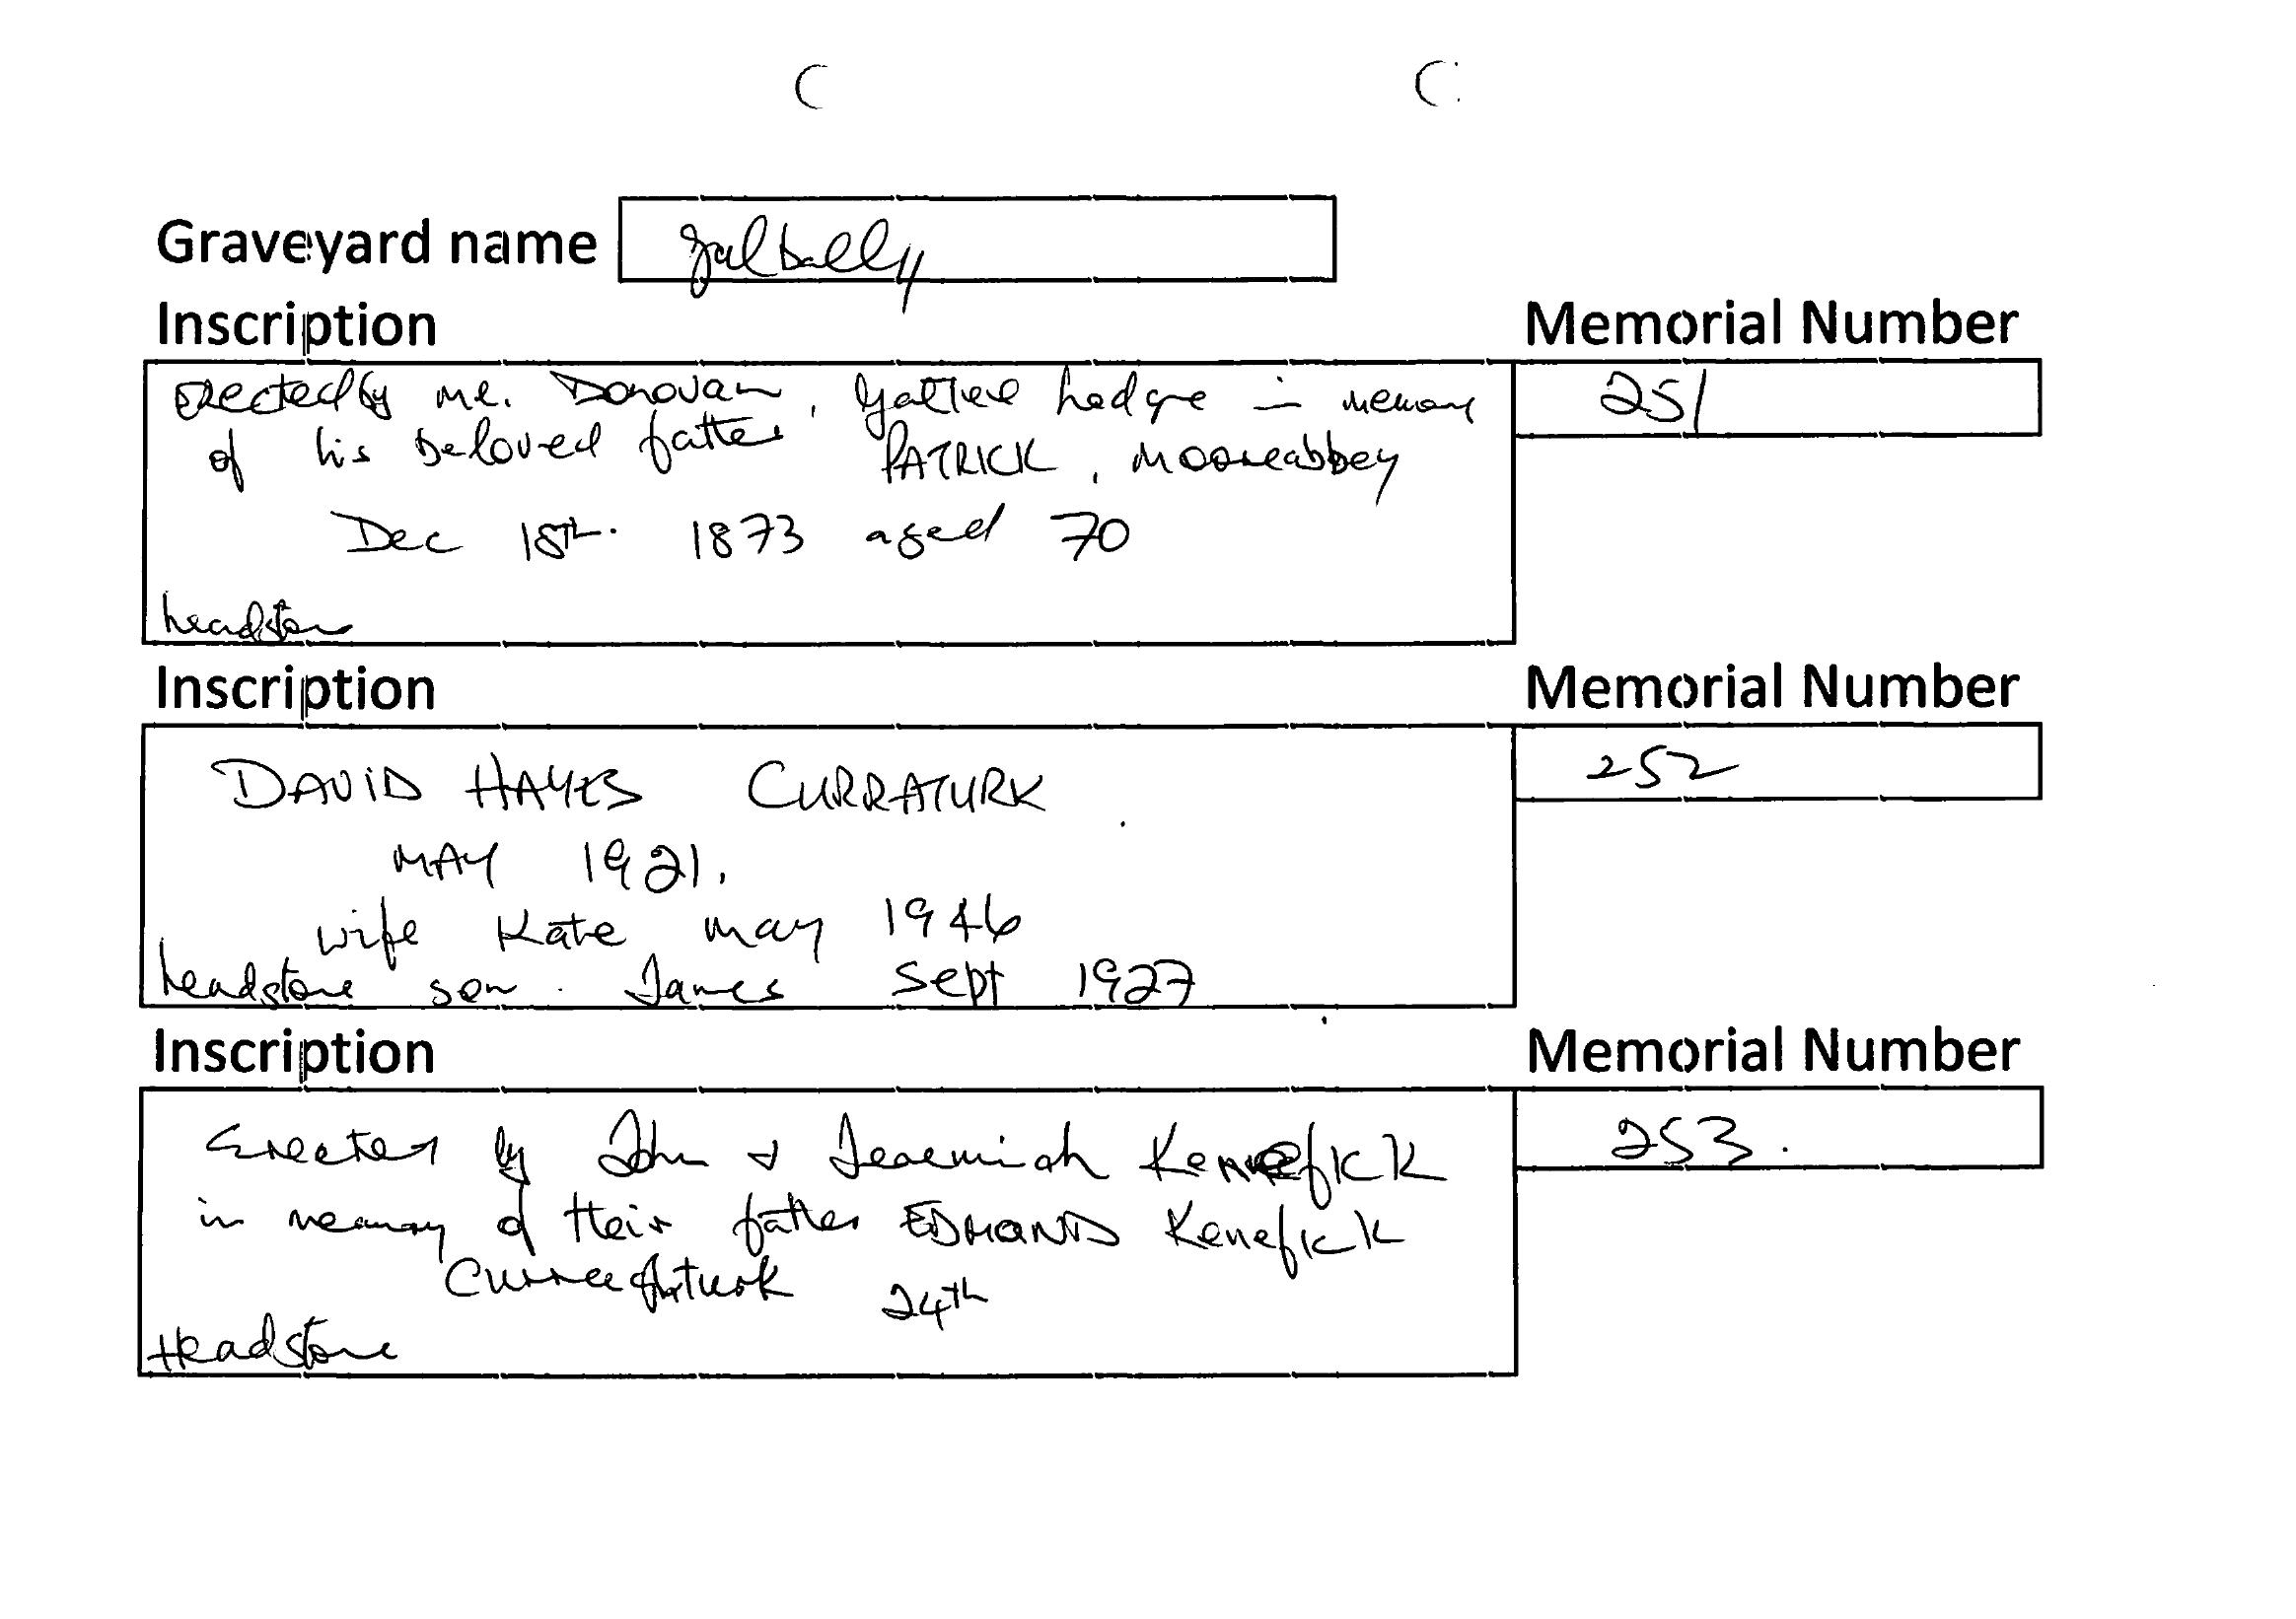 Graveyard name Galbally
Inscription Memorial Number
Erected by Mr. Donovan, Galtee Lodge in memory 251
of his beloved father PATRICK, Mooreabbey
Dec 18th. 1873 aged 70
headstone
Inscription Memorial Number
DAVID HAYES CURRATURK 252
MAY 1921.
wife Kate May 1946
headstone son. James Sept 1927
Inscription Memorial Number
Erected by John & Jeremiah Kenefick 253.
in memory of their father EDMOND Kenefick
24th
Headstone